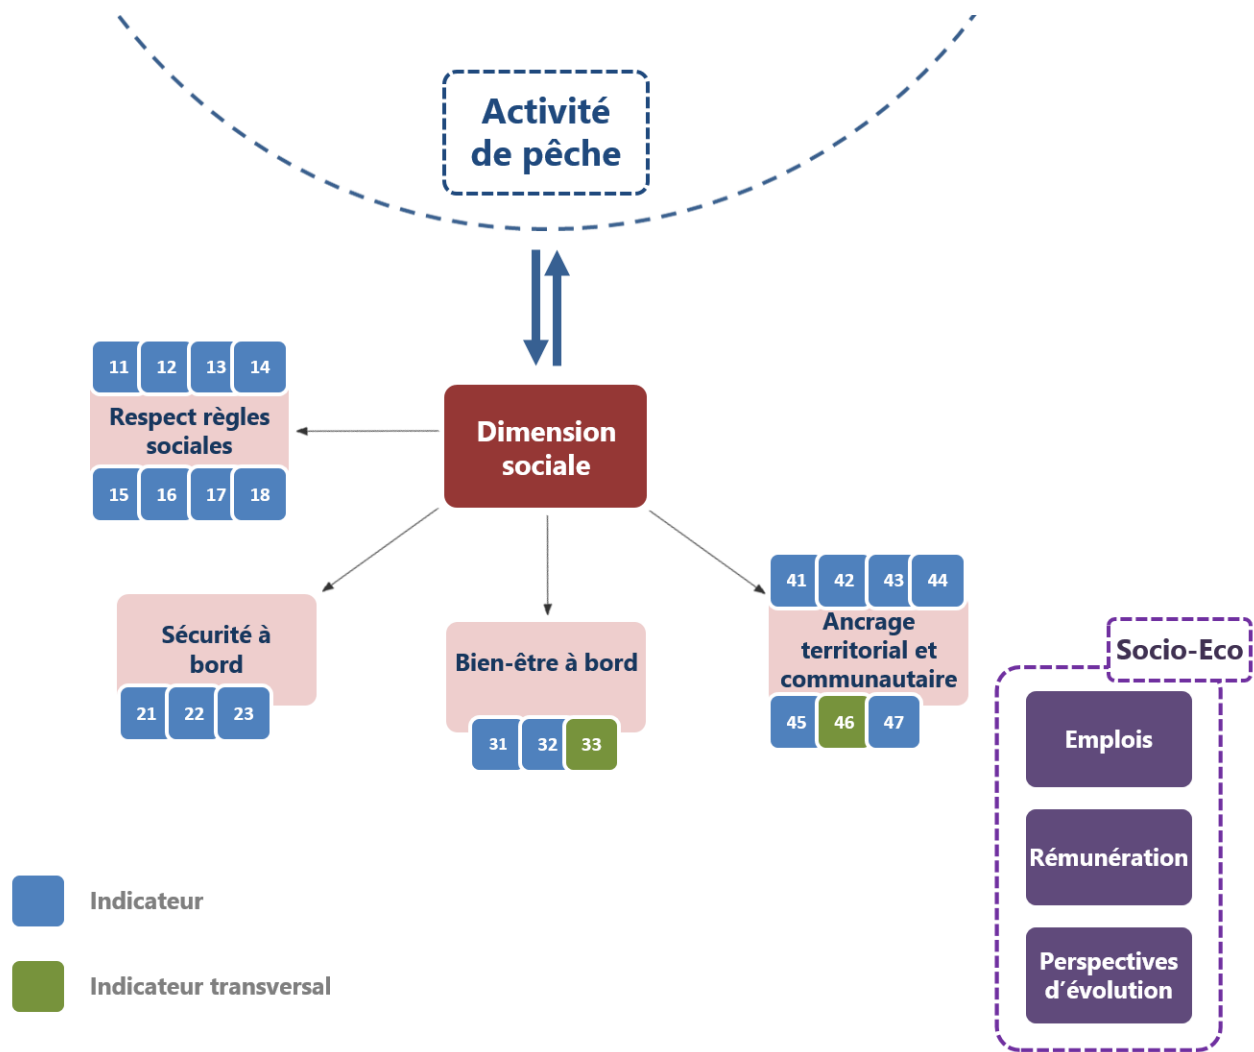 Activité
de pêche
11 12 13 14
Respect règles
sociales
15 16 17 18
Dimension
sociale
Sécurité à
bord
21 22 23
Bien-être à bord
31 32 33
41 42 43 44
Ancrage
territorial et
communautaire
45 46 47
Socio-Eco
Emplois
Rémunération
Perspectives
d’évolution
Indicateur
Indicateur transversal